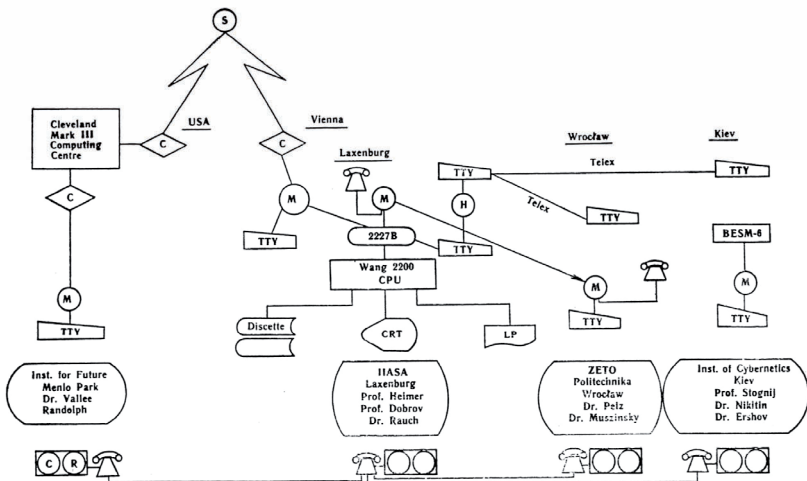 S
Cleveland
Mark III
Computing
Centre
C
USA
Vienna
C
Laxenburg
Wrocław
Kiev
Telex
TTY
TTY
C
M
M
H
Telex
TTY
TTY
2227B
TTY
BESM-6
Wang 2200
CPU
M
M
M
TTY
Discette
CRT
LP
TTY
TTY
Inst. for Future
Menlo Park
Dr. Vallee
Randolph
IIASA
Laxenburg
Prof. Heimer
Prof. Dobrov
Dr. Rauch
ZETO
Politechnika
Wrocław
Dr. Pelz
Dr. Muszinsky
Inst. of Cybernetics
Kiev
Prof. Stognij
Dr. Nikitin
Dr. Ershov
C R